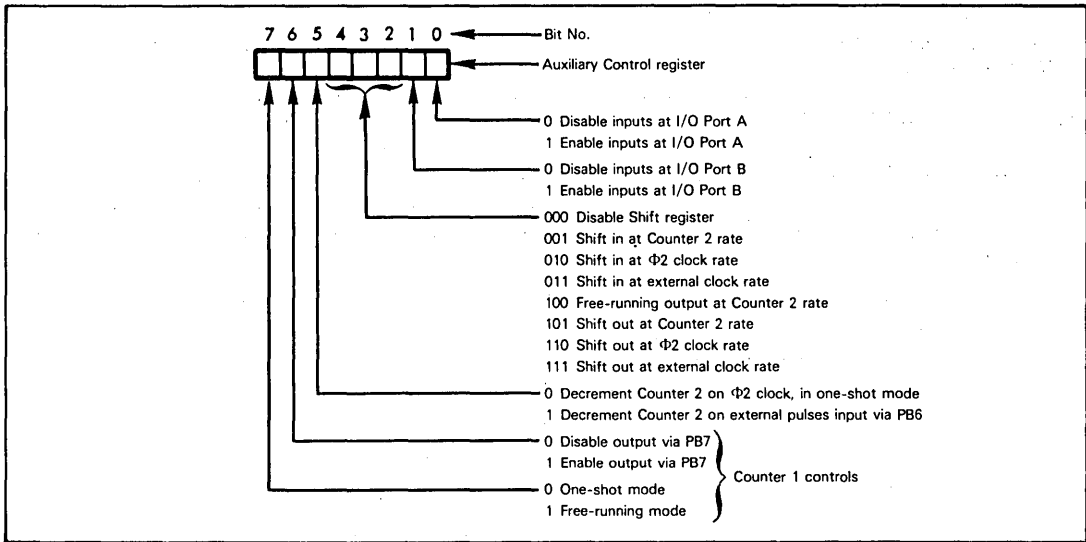 7 6 5 4 3 2 1 0 Bit No.
Auxiliary Control register
0 Disable inputs at I/O Port A
1 Enable inputs at I/O Port A
0 Disable inputs at I/O Port B
1 Enable inputs at I/O Port B
000 Disable Shift register
001 Shift in at Counter 2 rate
010 Shift in at Φ2 clock rate
011 Shift in at external clock rate
100 Free-running output at Counter 2 rate
101 Shift out at Counter 2 rate
110 Shift out at Φ2 clock rate
111 Shift out at external clock rate
0 Decrement Counter 2 on Φ2 clock, in one-shot mode
1 Decrement Counter 2 on external pulses input via PB6
0 Disable output via PB7
1 Enable output via PB7
Counter 1 controls
0 One-shot mode
1 Free-running mode